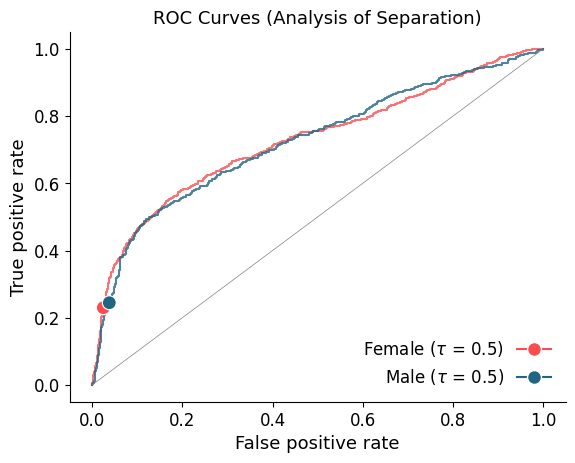 ROC Curves (Analysis of Separation)
True positive rate
1.0
0.8
0.6
0.4
0.2
0.0
Female (τ = 0.5)
Male (τ = 0.5)
0.0 0.2 0.4 0.6 0.8 1.0
False positive rate